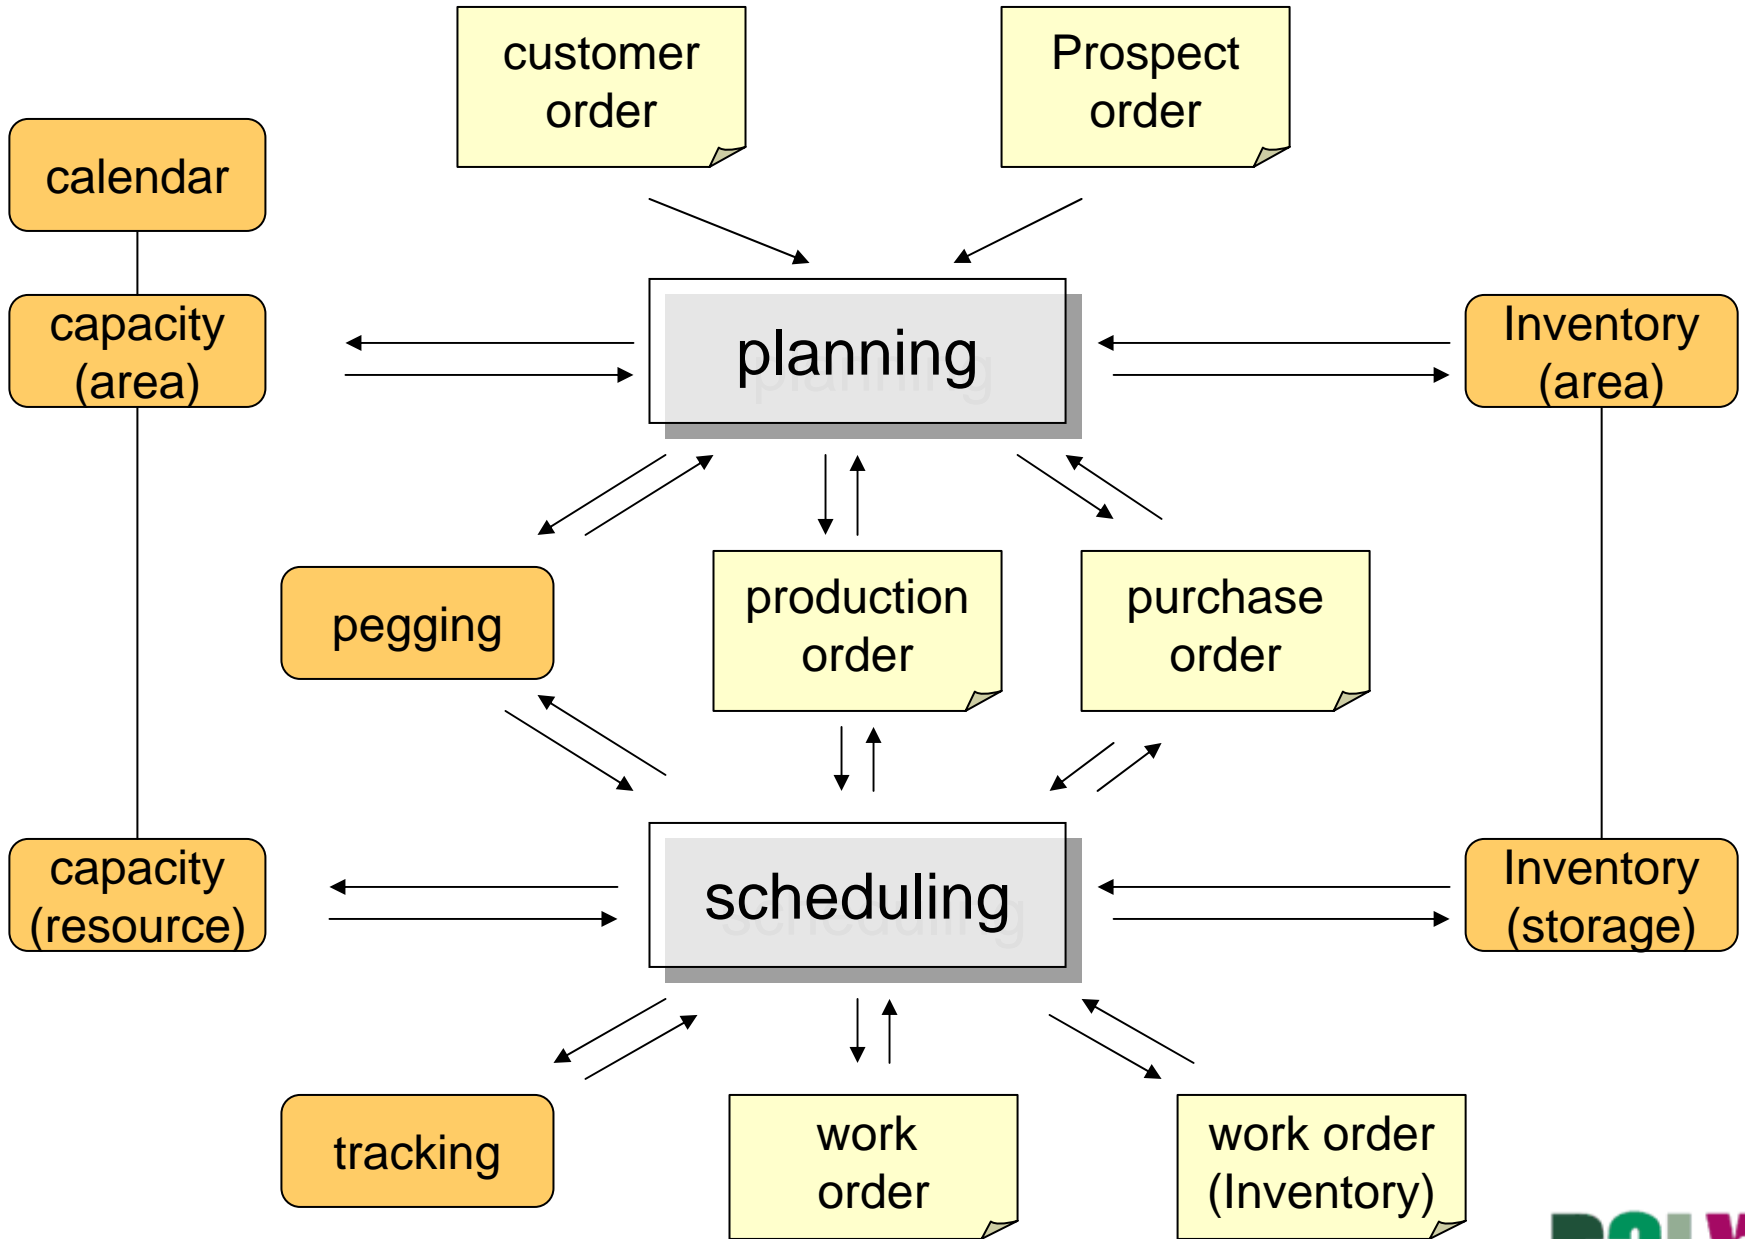 customer
order
Prospect
order
calendar
capacity
(area)
planning
Inventory
(area)
pegging
production
order
purchase
order
capacity
(resource)
scheduling
Inventory
(storage)
tracking
work
order
work order
(Inventory)